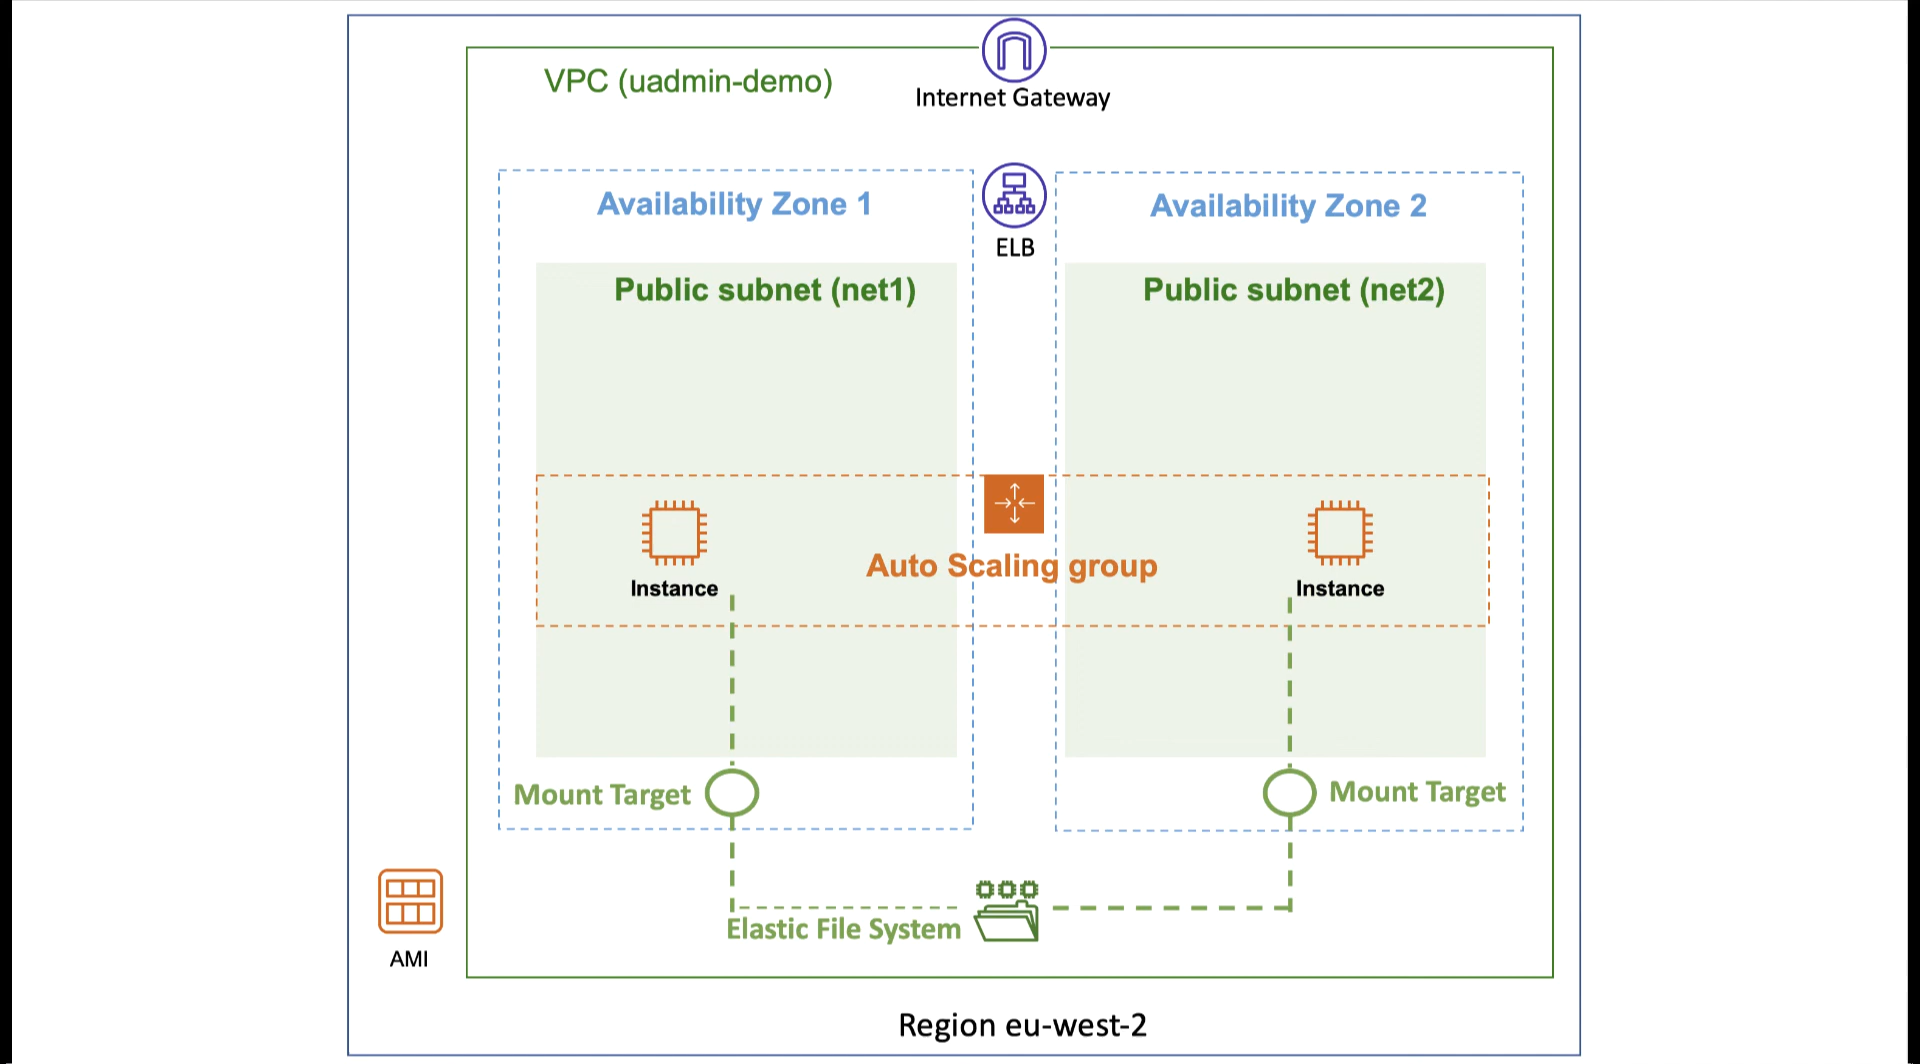 VPC (uadmin-demo)
Internet Gateway
Availability Zone 1
ELB
Availability Zone 2
Public subnet (net1)
Public subnet (net2)
Instance
Auto Scaling group
Instance
Mount Target
Mount Target
Elastic File System
AMI
Region eu-west-2